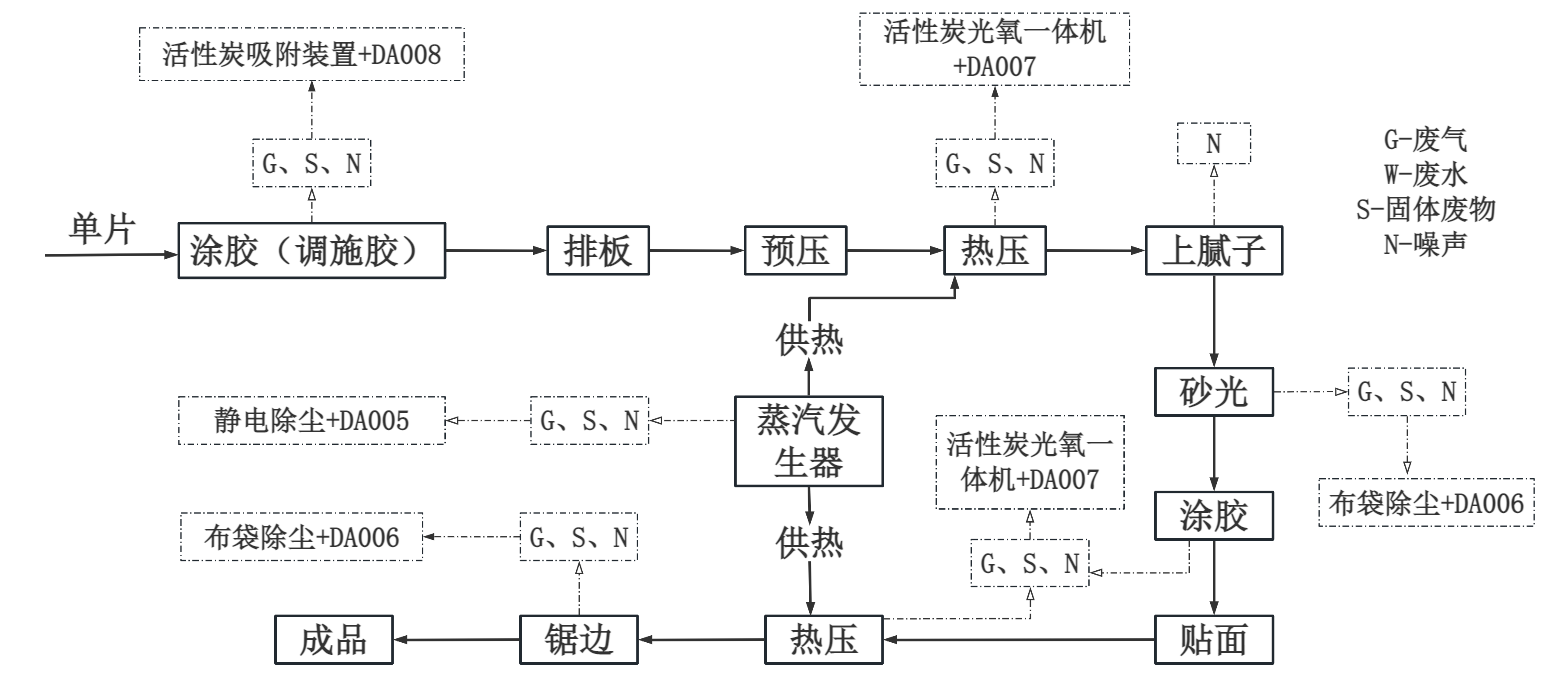 活性炭吸附装置+DA008
活性炭光氧一体机
+DA007
G、S、N
G、S、N
N
G-废气
W-废水
S-固体废物
N-噪声
单片
涂胶（调施胶）
排板
预压
热压
上腻子
供热
砂光
G、S、N
静电除尘+DA005
G、S、N
蒸汽发
生器
活性炭光氧一
体机+DA007
布袋除尘+DA006
涂胶
布袋除尘+DA006
G、S、N
供热
G、S、N
成品
锯边
热压
贴面